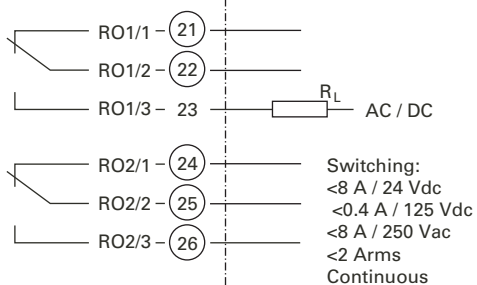 RO1/1 – 21
RO1/2 – 22
RO1/3 – 23
RL
AC / DC
RO2/1 – 24
RO2/2 – 25
RO2/3 – 26
Switching:
<8 A / 24 Vdc
<0.4 A / 125 Vdc
<8 A / 250 Vac
<2 Arms
Continuous